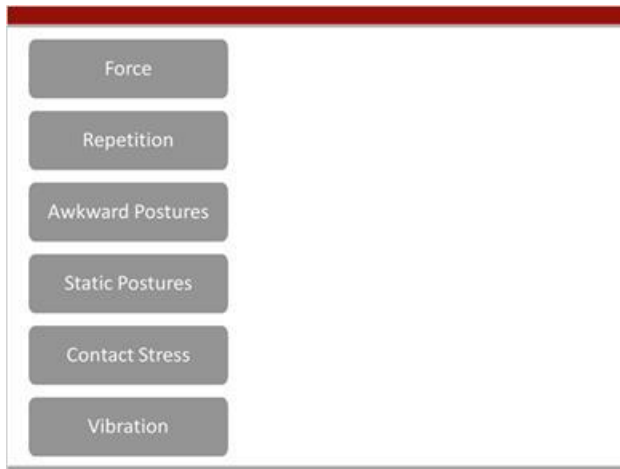 Force
Repetition
Awkward Postures
Static Postures
Contact Stress
Vibration